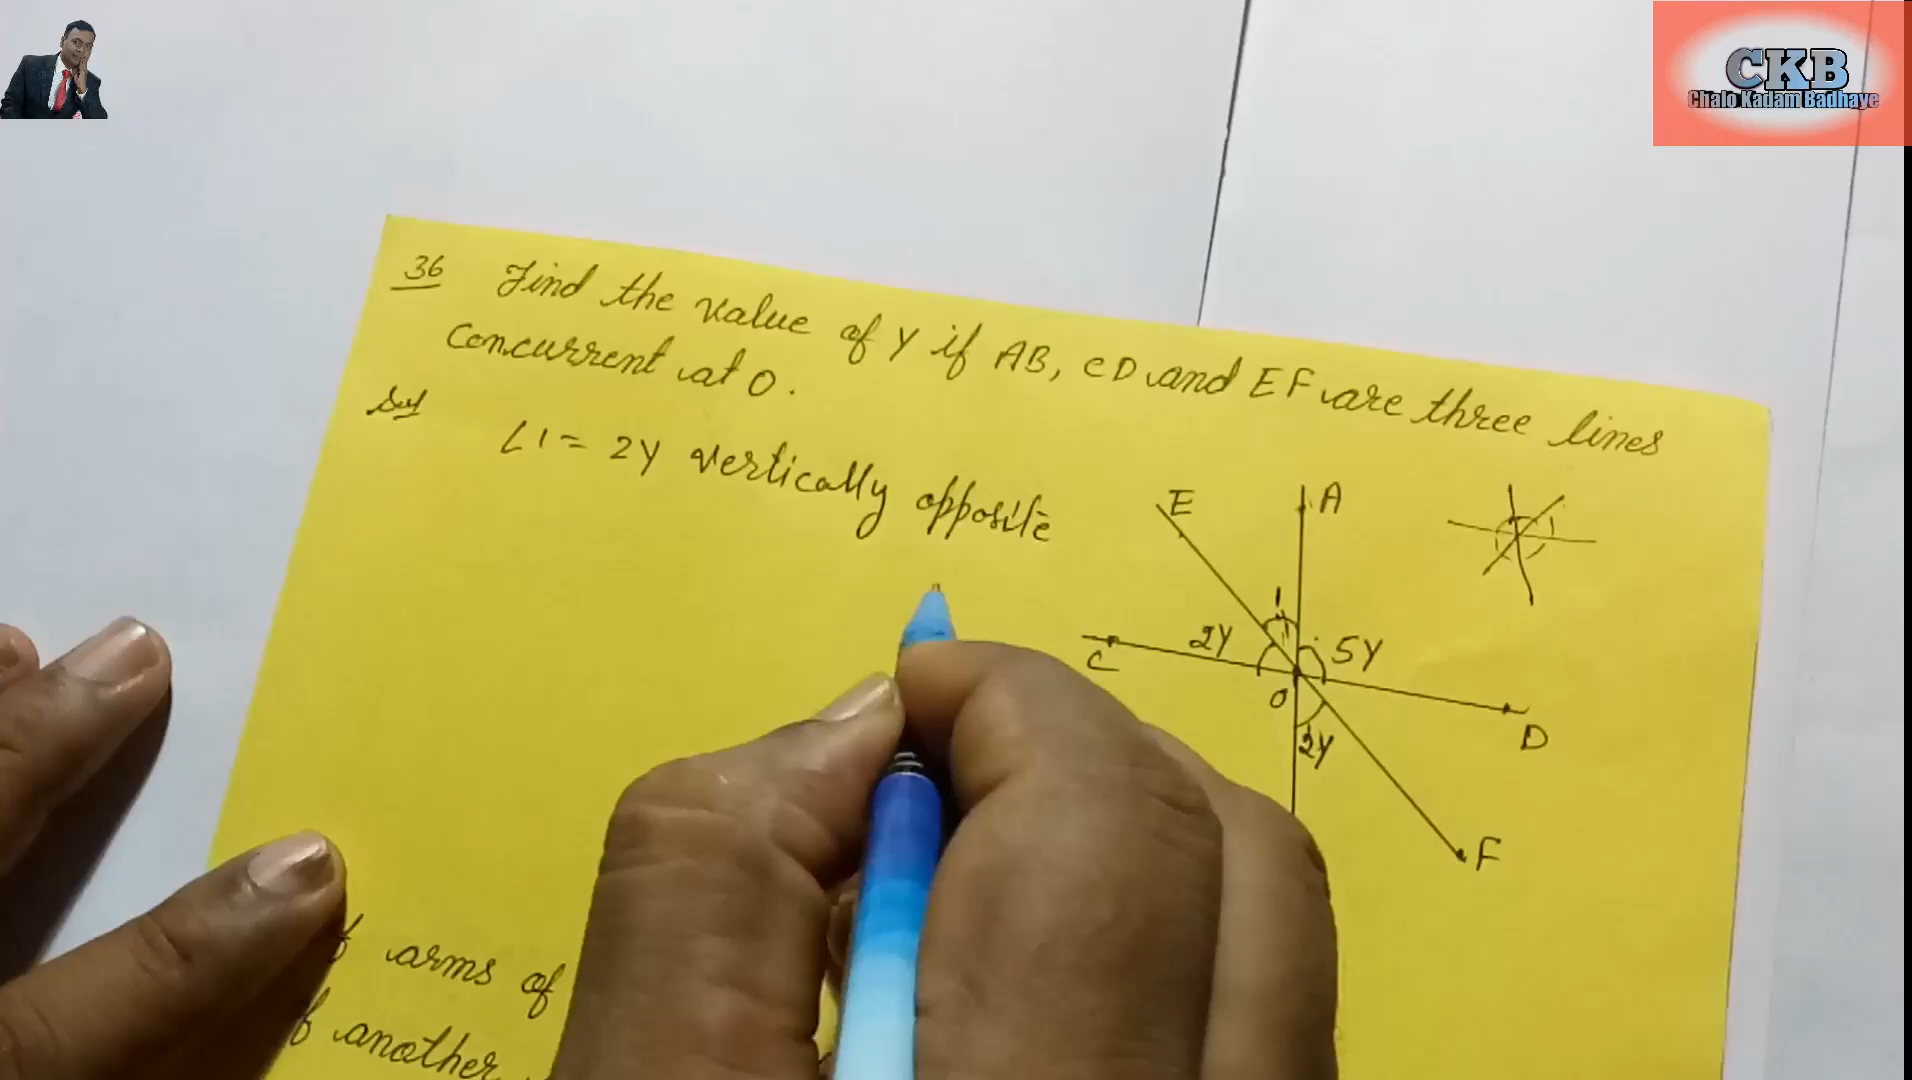 CKB
Chalo Kadam Badhaye
36 Find the value of Y if AB, CD and EF are three lines
concurrent at O.
Sol
∠1 = 2Y vertically opposite
E
A
1
2Y
5Y
C
O
D
2Y
F
arms of
another